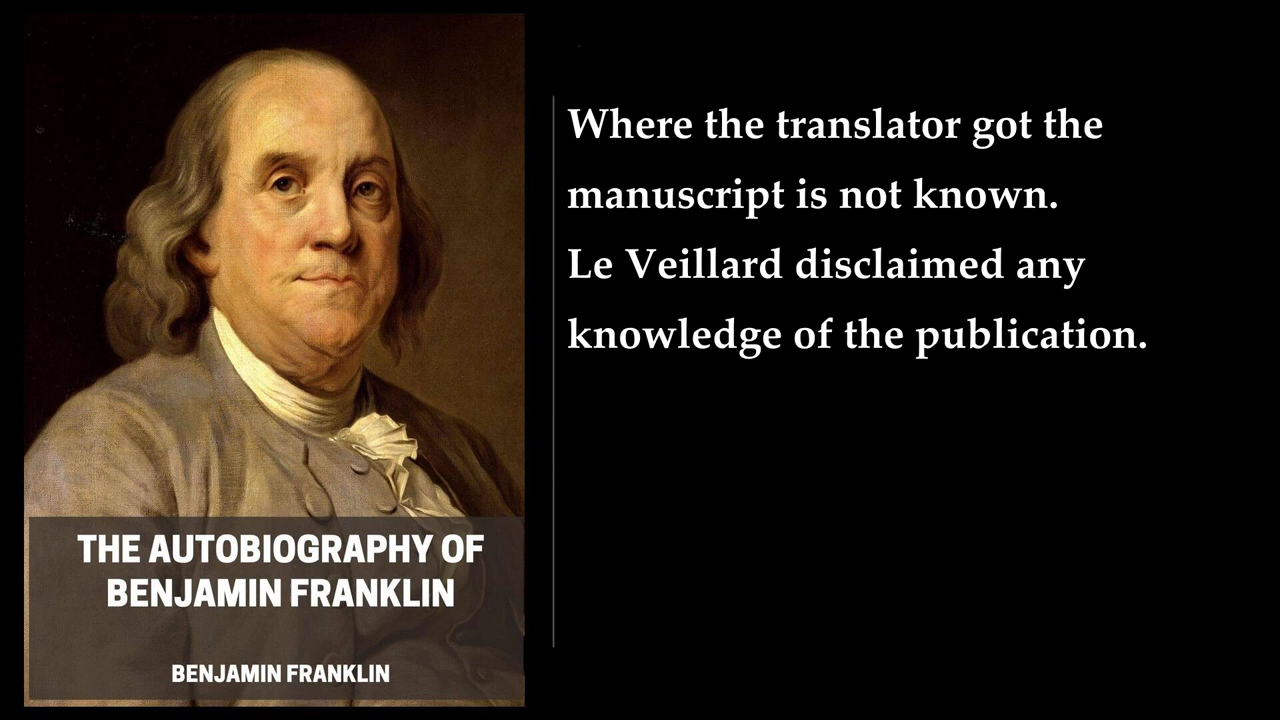 Where the translator got the
manuscript is not known.
Le Veillard disclaimed any
knowledge of the publication.
THE AUTOBIOGRAPHY OF
BENJAMIN FRANKLIN
BENJAMIN FRANKLIN